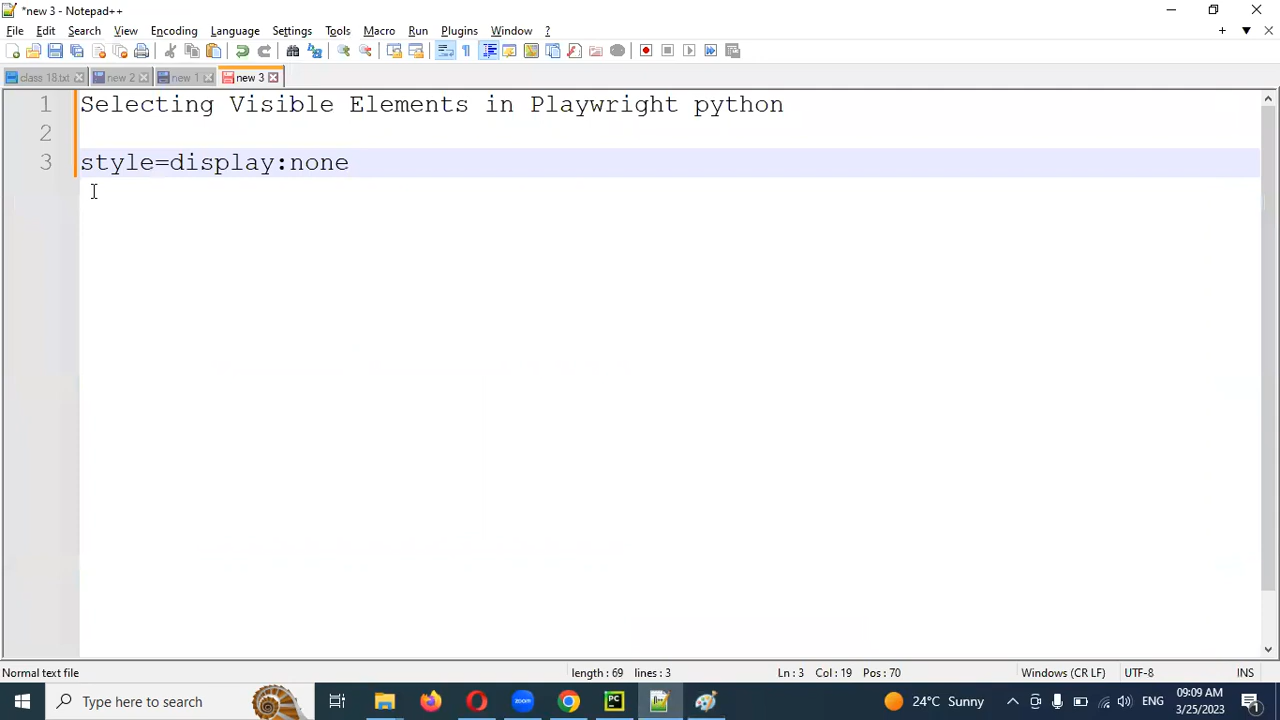 *new 3 - Notepad++
File Edit Search View Encoding Language Settings Tools Macro Run Plugins Window ?
class 18.txt new 2 new 1 new 3
1 Selecting Visible Elements in Playwright python
2
3 style=display:none
Normal text file length : 69 lines : 3 Ln : 3 Col : 19 Pos : 70 Windows (CR LF) UTF-8 INS
Type here to search zoom PC 24°C Sunny ENG 09:09 AM
3/25/2023 1